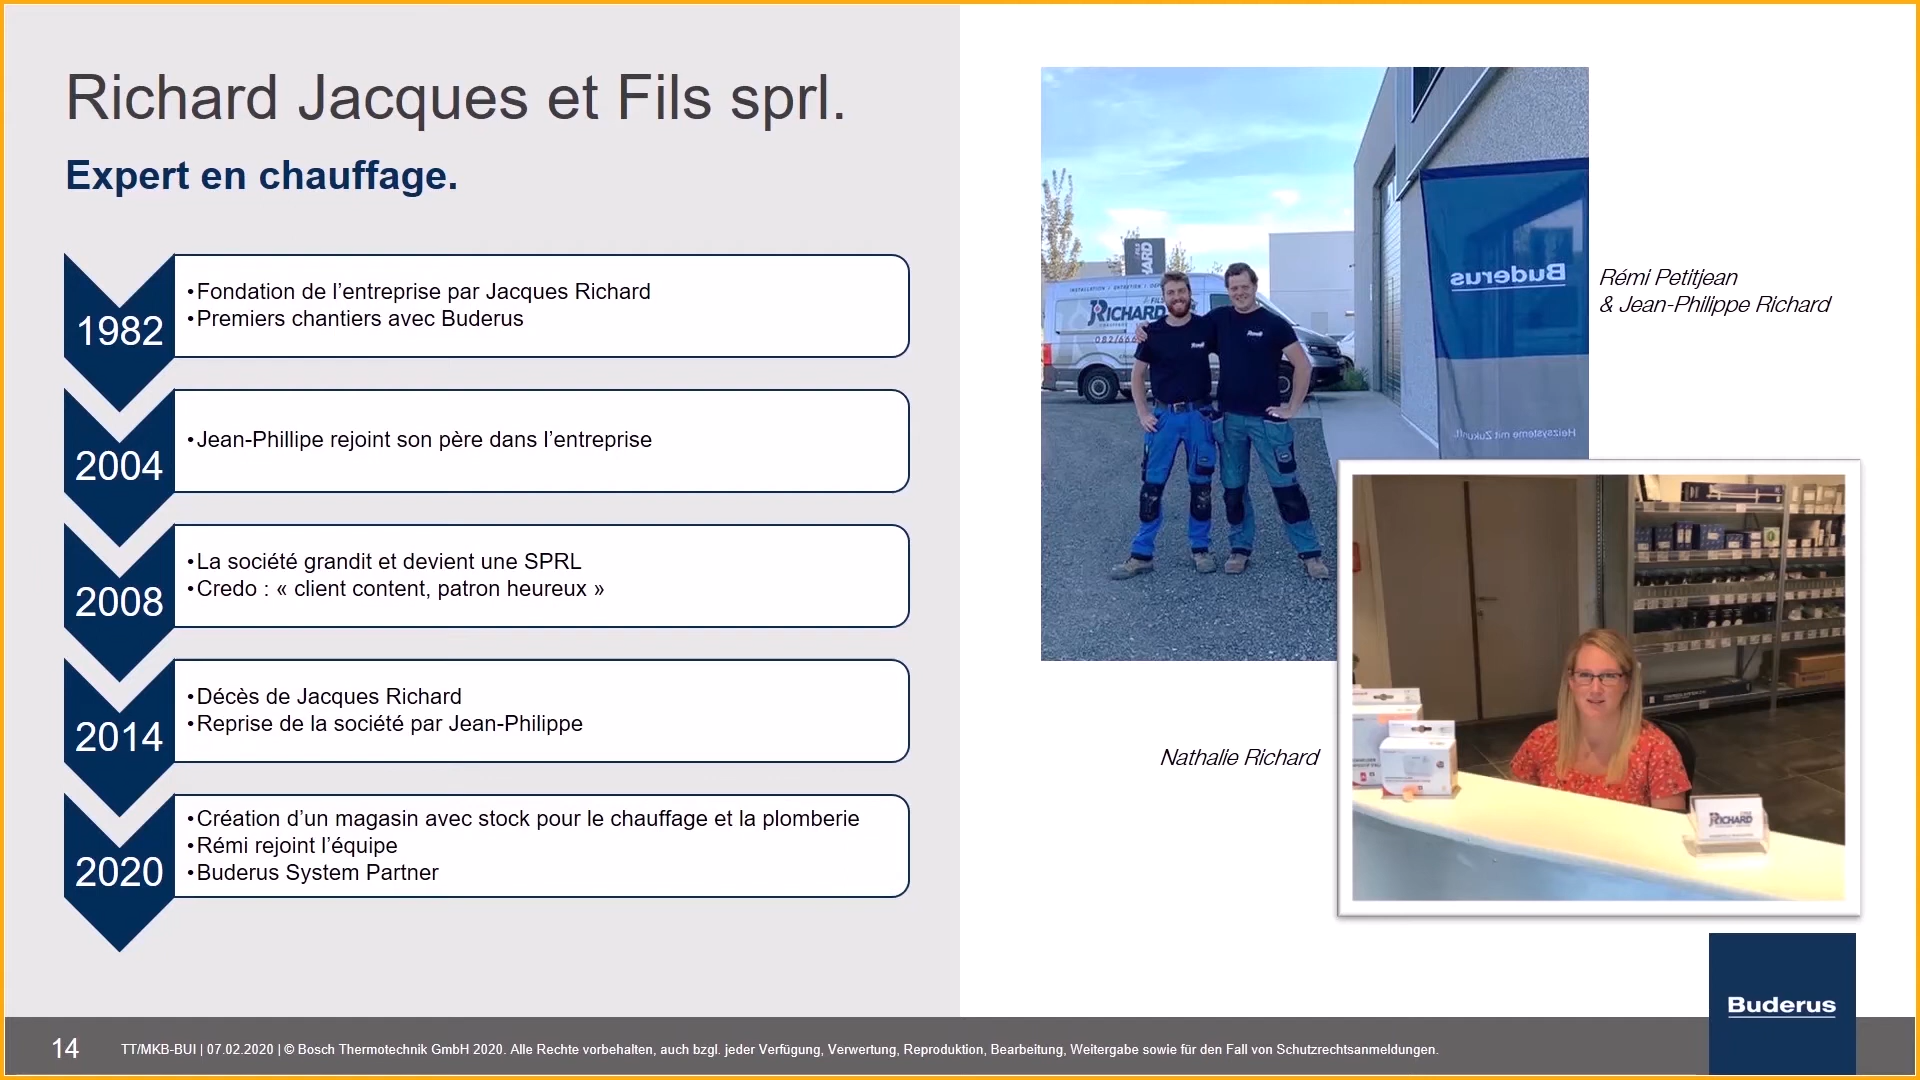 Richard Jacques et Fils sprl.
Expert en chauffage.
1982
•Fondation de l’entreprise par Jacques Richard
•Premiers chantiers avec Buderus
2004
•Jean-Phillipe rejoint son père dans l’entreprise
2008
•La société grandit et devient une SPRL
•Credo : « client content, patron heureux »
2014
•Décès de Jacques Richard
•Reprise de la société par Jean-Philippe
2020
•Création d’un magasin avec stock pour le chauffage et la plomberie
•Rémi rejoint l’équipe
•Buderus System Partner
RICHARD
FILS
082/666
Buderus
Heizsysteme mit Zukunft.
Rémi Petitjean
& Jean-Philippe Richard
Nathalie Richard
RICHARD
Buderus
14
TT/MKB-BUI | 07.02.2020 | © Bosch Thermotechnik GmbH 2020. Alle Rechte vorbehalten, auch bzgl. jeder Verfügung, Verwertung, Reproduktion, Bearbeitung, Weitergabe sowie für den Fall von Schutzrechtsanmeldungen.